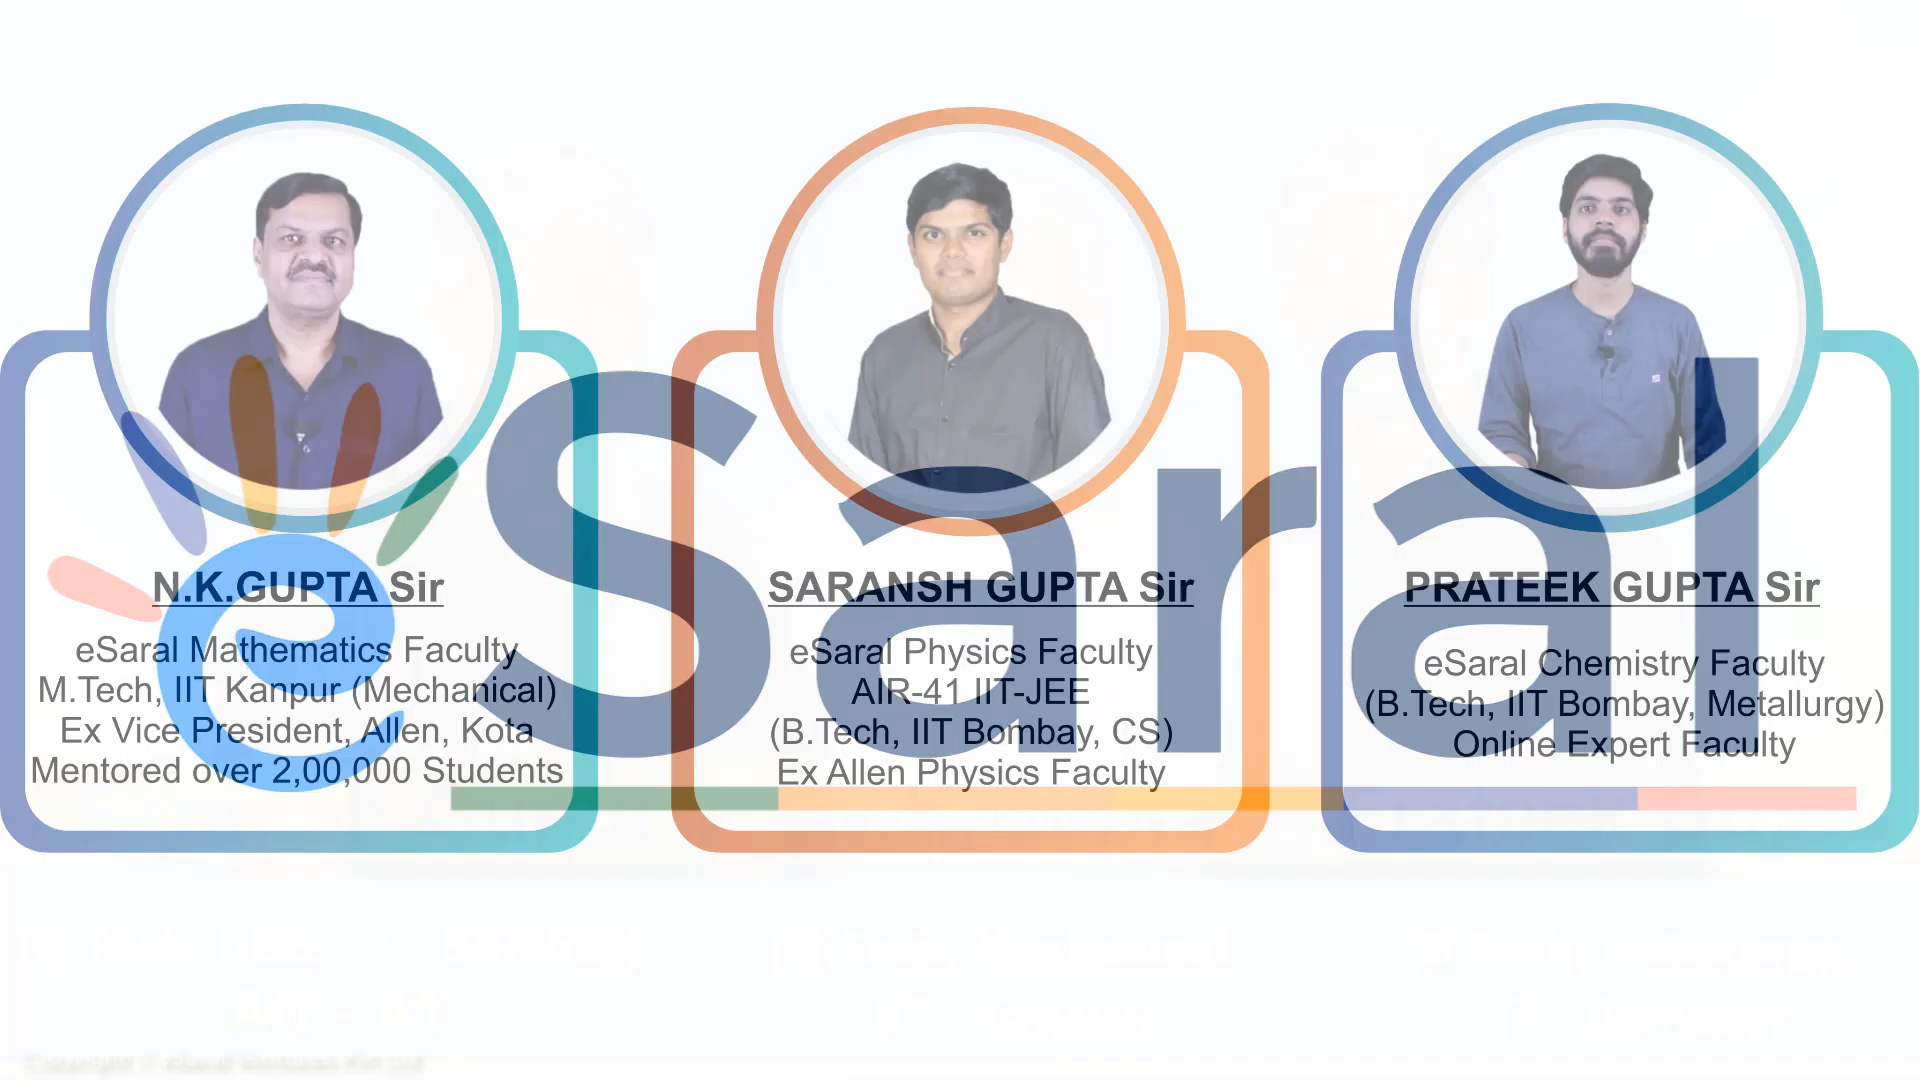 eSaral
N.K.GUPTA Sir
eSaral Mathematics Faculty
M.Tech, IIT Kanpur (Mechanical)
Ex Vice President, Allen, Kota
Mentored over 2,00,000 Students
SARANSH GUPTA Sir
eSaral Physics Faculty
AIR-41 IIT-JEE
(B.Tech, IIT Bombay, CS)
Ex Allen Physics Faculty
PRATEEK GUPTA Sir
eSaral Chemistry Faculty
(B.Tech, IIT Bombay, Metallurgy)
Online Expert Faculty